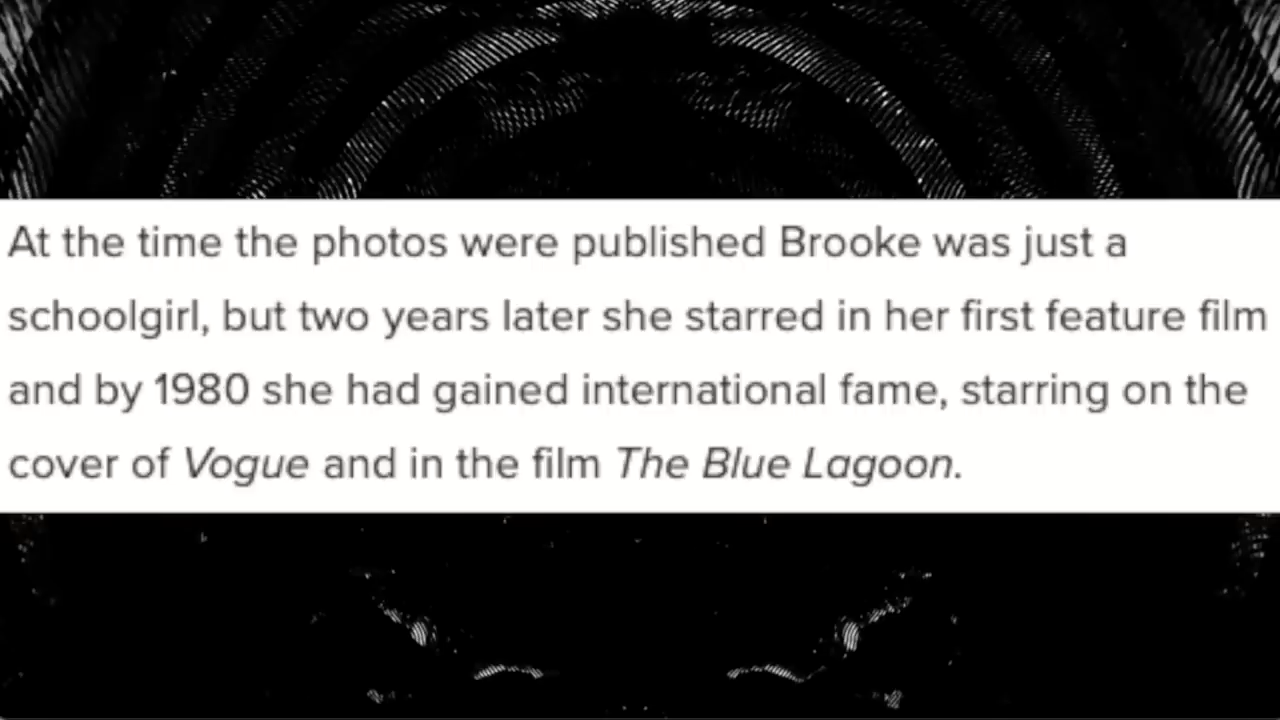 At the time the photos were published Brooke was just a
schoolgirl, but two years later she starred in her first feature film
and by 1980 she had gained international fame, starring on the
cover of Vogue and in the film The Blue Lagoon.